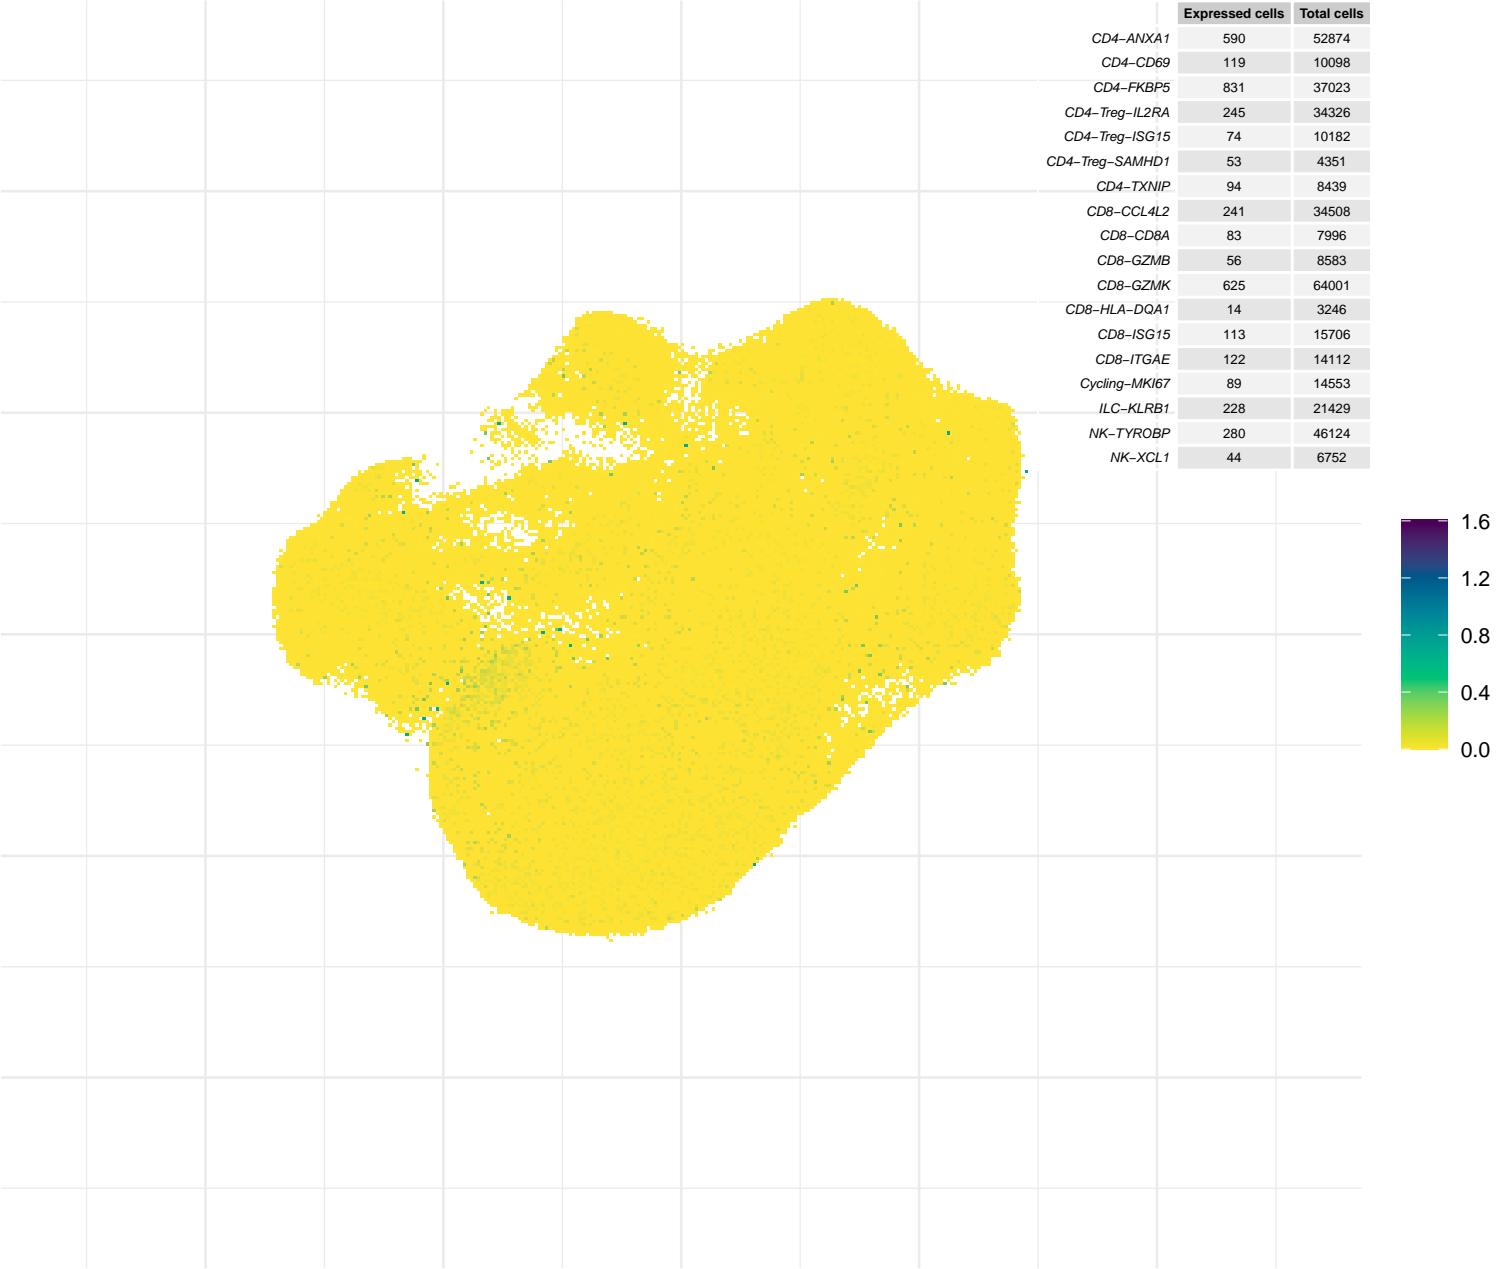 Expressed cells Total cells
CD4−ANXA1 590 52874
CD4−CD69 119 10098
CD4−FKBP5 831 37023
CD4−Treg−IL2RA 245 34326
CD4−Treg−ISG15 74 10182
CD4−Treg−SAMHD1 53 4351
CD4−TXNIP 94 8439
CD8−CCL4L2 241 34508
CD8−CD8A 83 7996
CD8−GZMB 56 8583
CD8−GZMK 625 64001
CD8−HLA−DQA1 14 3246
CD8−ISG15 113 15706
CD8−ITGAE 122 14112
Cycling−MKI67 89 14553
ILC−KLRB1 228 21429
NK−TYROBP 280 46124
NK−XCL1 44 6752
1.6
1.2
0.8
0.4
0.0